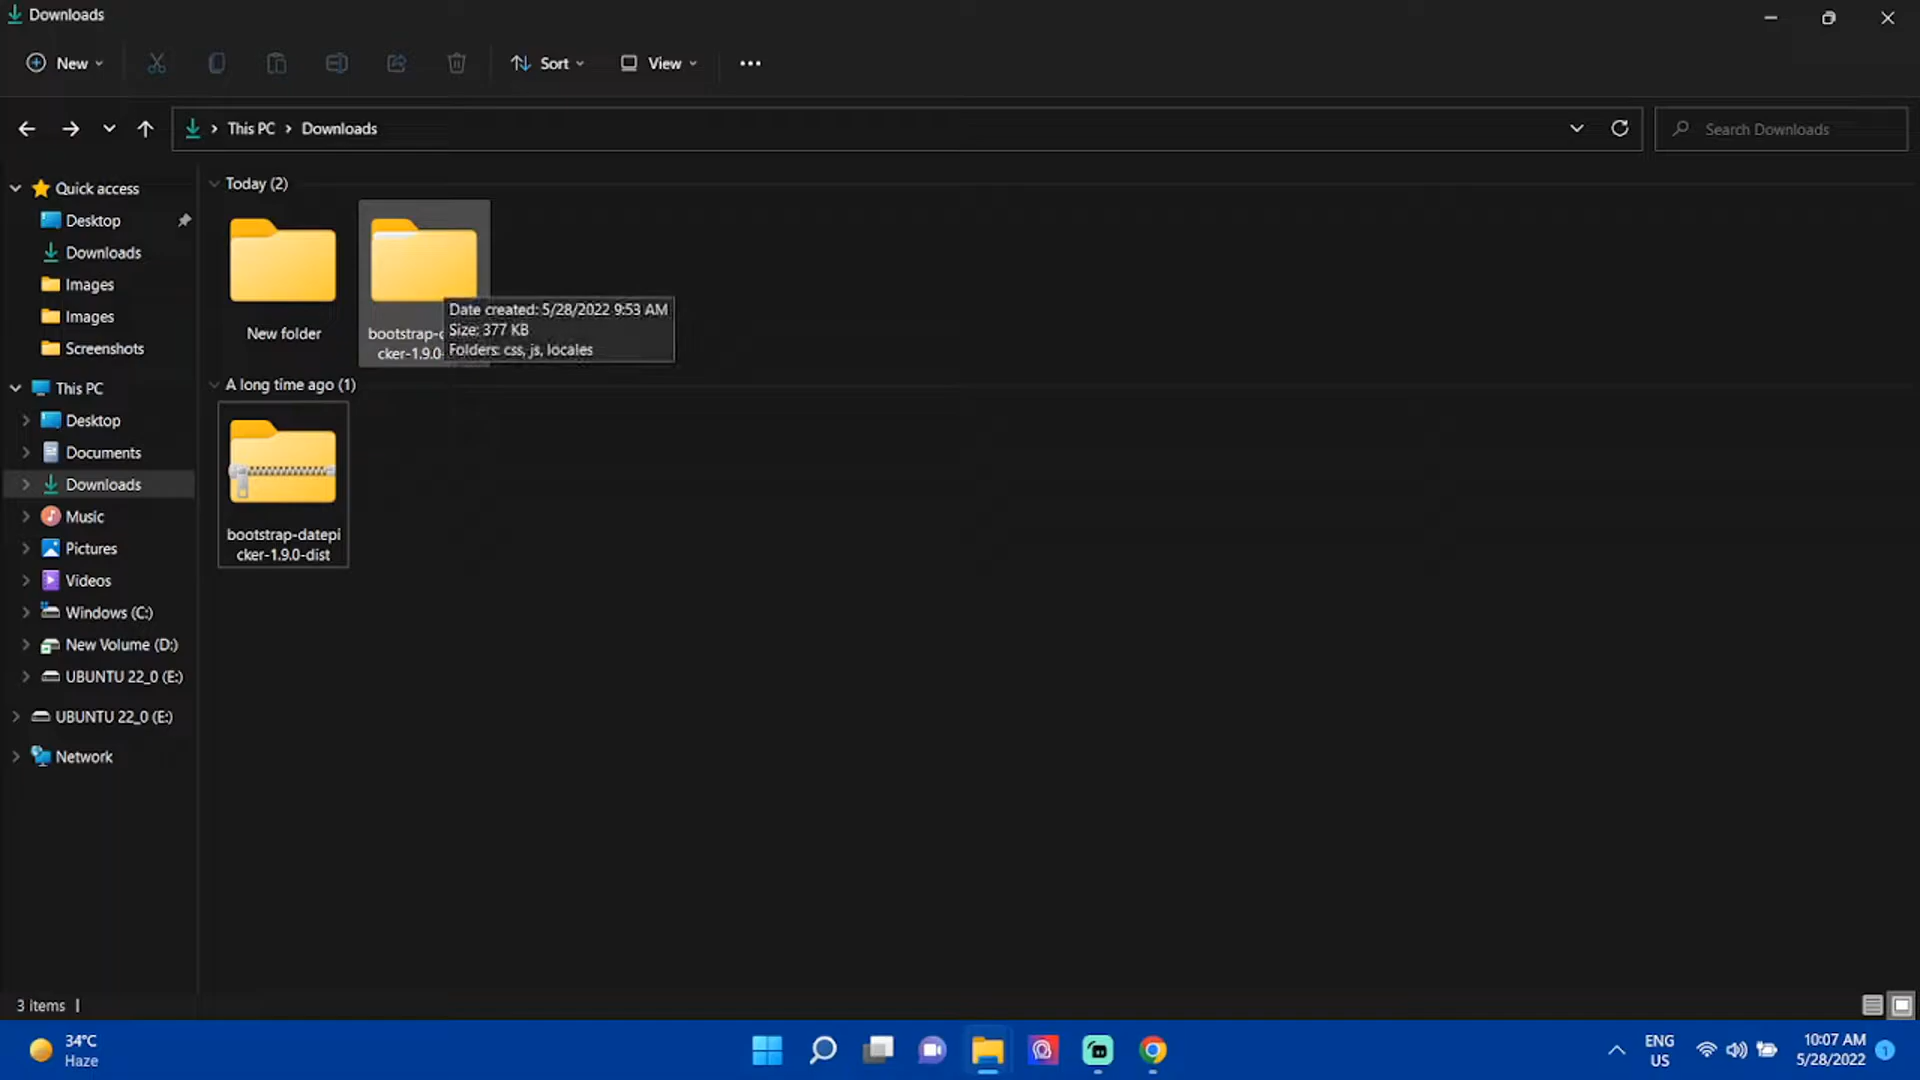 Downloads
New
Sort
View
This PC
Downloads
Search Downloads
Quick access
Desktop
Downloads
Images
Images
Screenshots
This PC
Desktop
Documents
Downloads
Music
Pictures
Videos
Windows (C:)
New Volume (D:)
UBUNTU 22_0 (E:)
UBUNTU 22_0 (E:)
Network
Today (2)
New folder
bootstrap-
cker-1.9.0-
Date created: 5/28/2022 9:53 AM
Size: 377 KB
Folders: css, js, locales
A long time ago (1)
bootstrap-datepi
cker-1.9.0-dist
3 items
34°C
Haze
ENG
US
10:07 AM
5/28/2022
1